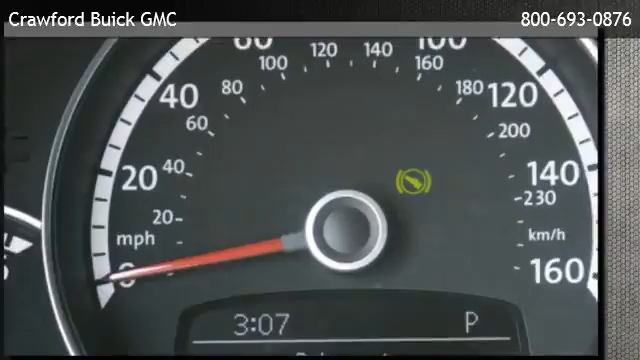 Crawford Buick GMC 800-693-0876
60 100
120 140
100 160
40 80 180 120
60 200
20 40 140
230
20
mph km/h
160
3:07 P